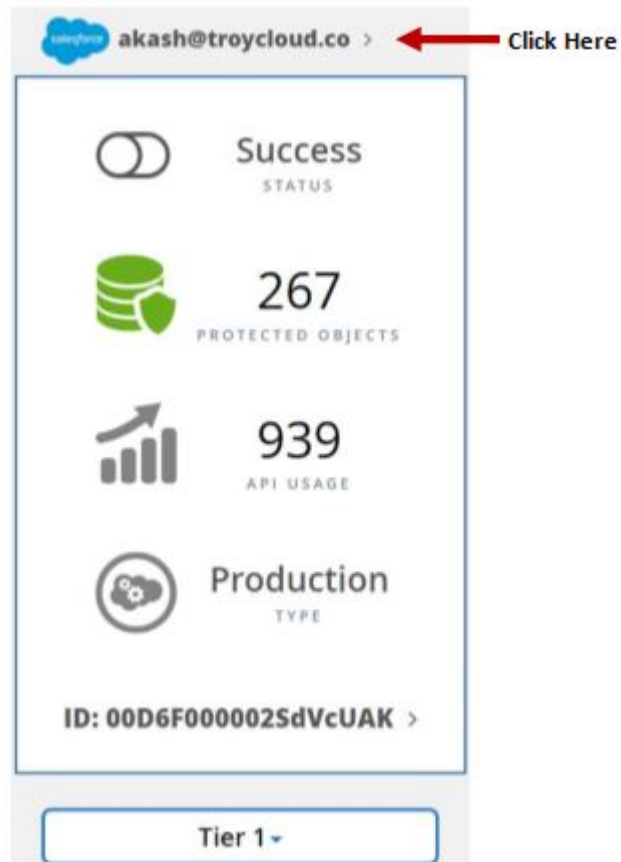 salesforce akash@troycloud.co > Click Here
Success
STATUS
267
PROTECTED OBJECTS
939
API USAGE
Production
TYPE
ID: 00D6F000002SdVcUAK >
Tier 1